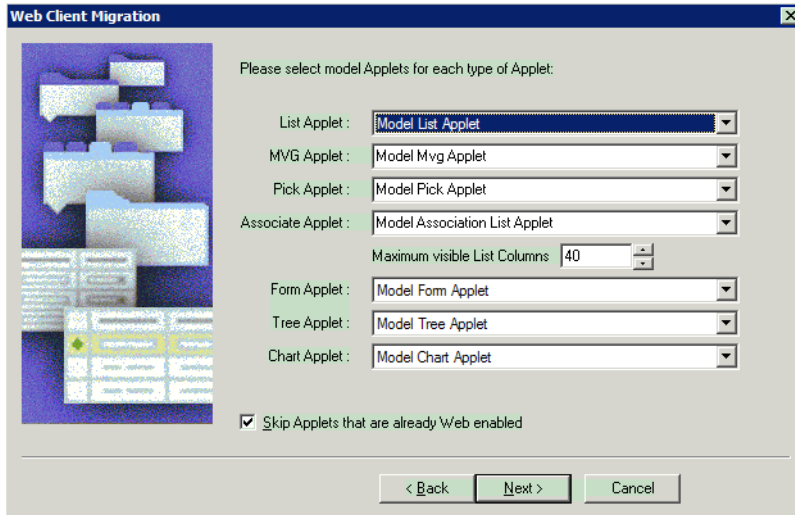 Web Client Migration
Please select model Applets for each type of Applet:
List Applet : Model List Applet
MVG Applet : Model Mvg Applet
Pick Applet : Model Pick Applet
Associate Applet : Model Association List Applet
Maximum visible List Columns 40
Form Applet : Model Form Applet
Tree Applet : Model Tree Applet
Chart Applet : Model Chart Applet
Skip Applets that are already Web enabled
< Back Next > Cancel